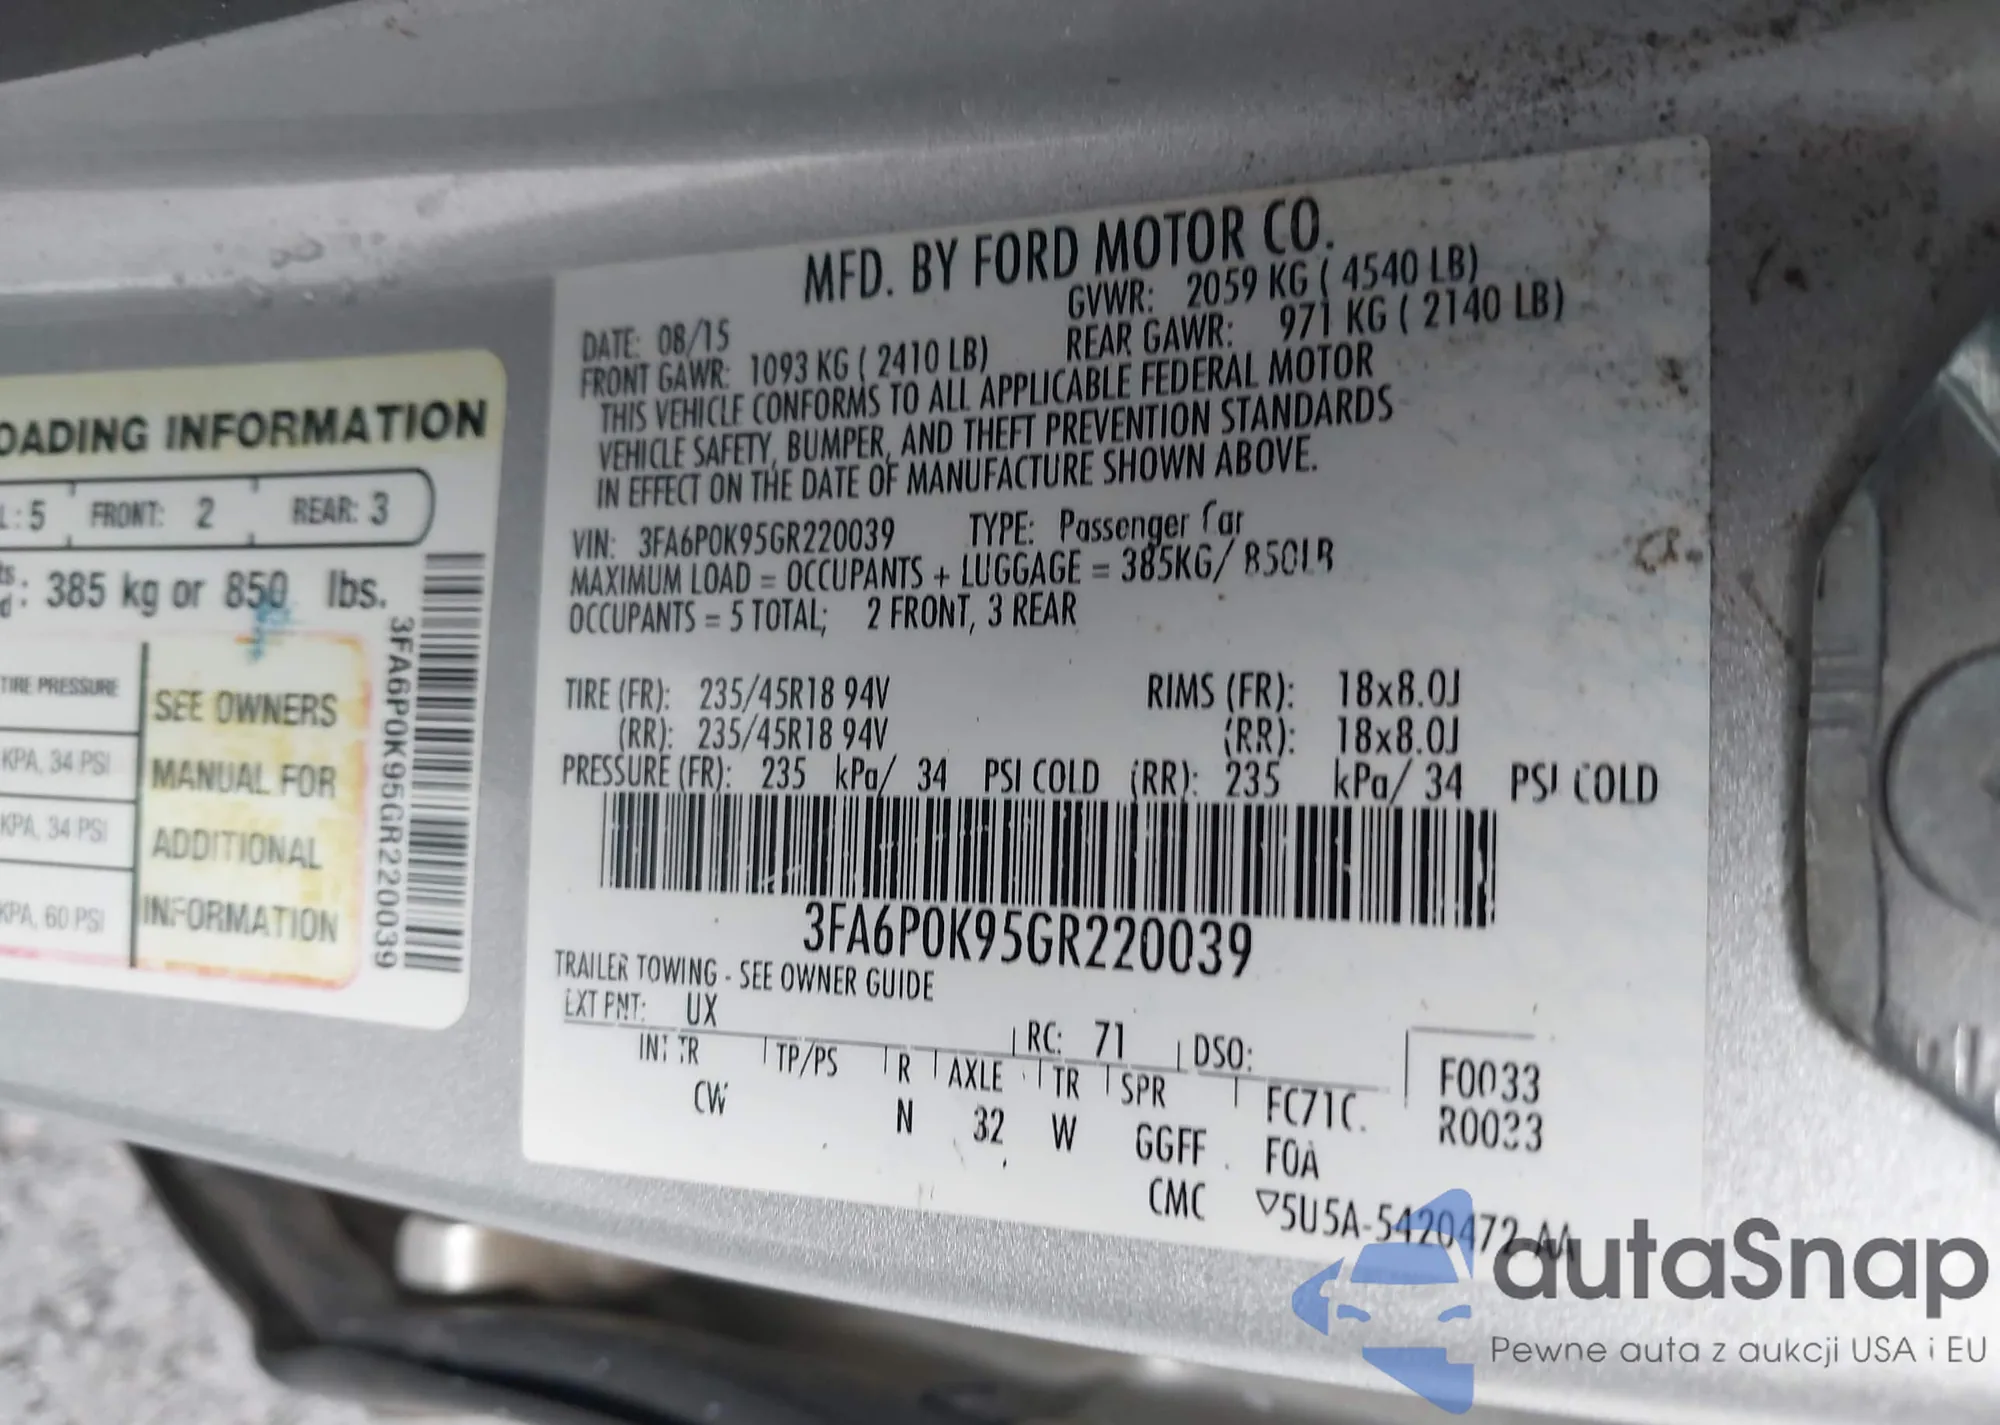 OADING INFORMATION
L: 5 FRONT: 2 REAR: 3
385 kg or 850 lbs.
TIRE PRESSURE
KPA, 34 PSI
KPA, 34 PSI
KPA, 60 PSI
SEE OWNERS
MANUAL FOR
ADDITIONAL
INFORMATION
3FA6P0K95GR220039
MFD. BY FORD MOTOR CO.
DATE: 08/15 GVWR: 2059 KG ( 4540 LB)
FRONT GAWR: 1093 KG ( 2410 LB) REAR GAWR: 971 KG ( 2140 LB)
THIS VEHICLE CONFORMS TO ALL APPLICABLE FEDERAL MOTOR
VEHICLE SAFETY, BUMPER, AND THEFT PREVENTION STANDARDS
IN EFFECT ON THE DATE OF MANUFACTURE SHOWN ABOVE.
VIN: 3FA6P0K95GR220039 TYPE: Passenger Car
MAXIMUM LOAD = OCCUPANTS + LUGGAGE = 385KG/ 850LB
OCCUPANTS = 5 TOTAL; 2 FRONT, 3 REAR
TIRE (FR): 235/45R18 94V RIMS (FR): 18x8.0J
(RR): 235/45R18 94V (RR): 18x8.0J
PRESSURE (FR): 235 kPa/ 34 PSI COLD (RR): 235 kPa/ 34 PSI COLD
3FA6P0K95GR220039
TRAILER TOWING - SEE OWNER GUIDE
EXT PNT: UX RC: 71 DSO:
INT TR TP/PS R AXLE TR SPR FC71C. F0033
CW N 32 W GGFF F0A R0033
CMC ▽5U5A-5420472-AA
autaSnap
Pewne auta z aukcji USA i EU